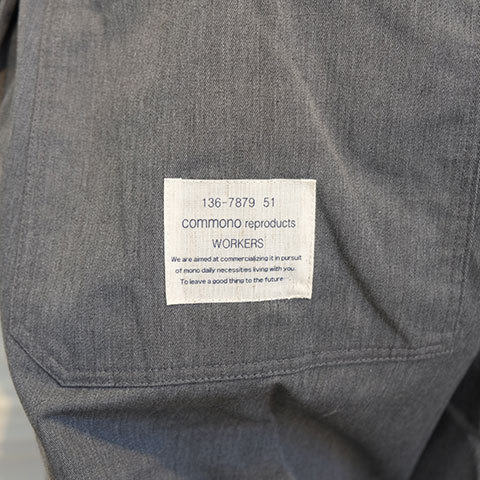 136-7879 51
commono reproducts
WORKERS
We are aimed at commercializing it in pursuit
of mono daily necessities living with you.
To leave a good thing to the future